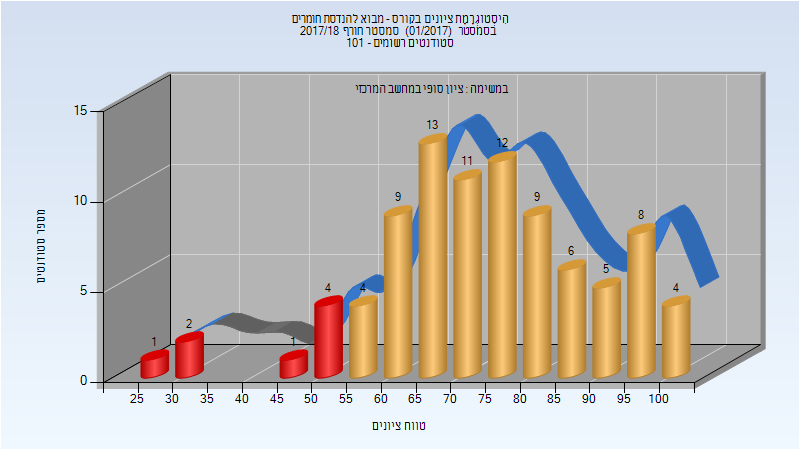 היסטוגרמת ציונים בקורס - מבוא להנדסת חומרים
בסמסטר (01/2017) סמסטר חורף 2017/18
סטודנטים רשומים - 101
במשימה : ציון סופי במחשב המרכזי
מספר סטודנטים
15
10
5
0
1
2
1
4
4
9
13
11
12
9
6
5
8
4
25 30 35 40 45 50 55 60 65 70 75 80 85 90 95 100
טווח ציונים